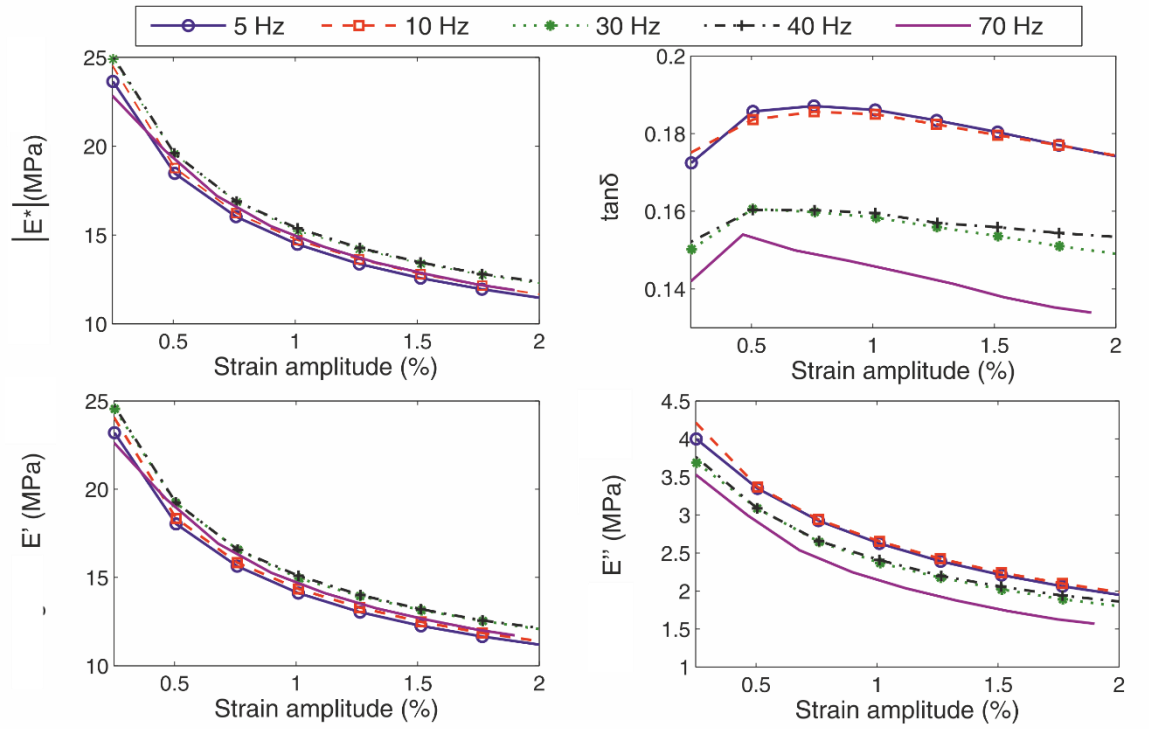 5 Hz 10 Hz 30 Hz 40 Hz 70 Hz
25
20
15
10
0.5 1 1.5 2
|E*|(MPa)
Strain amplitude (%)
0.2
0.18
0.16
0.14
0.5 1 1.5 2
tanδ
Strain amplitude (%)
25
20
15
10
0.5 1 1.5 2
E' (MPa)
Strain amplitude (%)
4.5
4
3.5
3
2.5
2
1.5
1
0.5 1 1.5 2
E'' (MPa)
Strain amplitude (%)